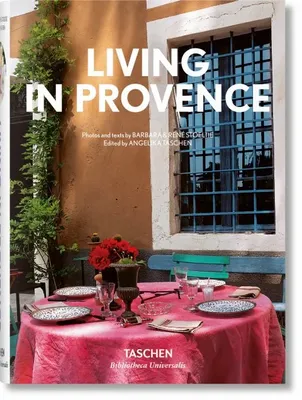 LIVING
IN PROVENCE
Photos and texts by BARBARA & RENÉ STOELTIE
Edited by ANGELIKA TASCHEN
TASCHEN
Bibliotheca Universalis